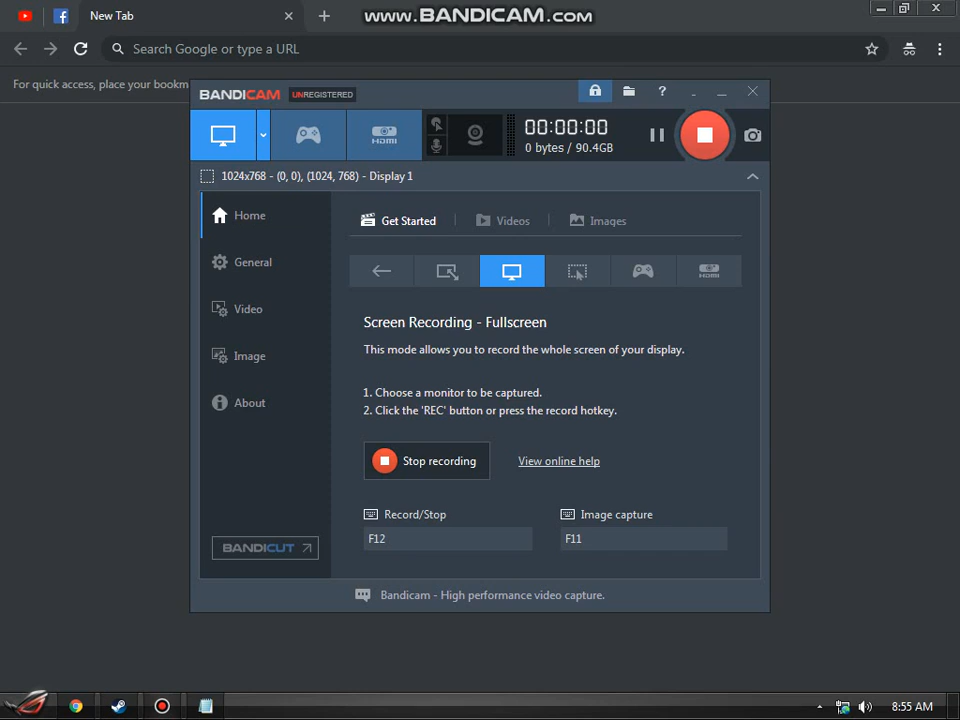 New Tab
www.BANDICAM.com
Search Google or type a URL
For quick access, place your bookm
BANDICAM UNREGISTERED
?
HDMI
00:00:00
0 bytes / 90.4GB
1024x768 - (0, 0), (1024, 768) - Display 1
Home
General
Video
Image
About
BANDICUT
Get Started
Videos
Images
HDMI
Screen Recording - Fullscreen
This mode allows you to record the whole screen of your display.
1. Choose a monitor to be captured.
2. Click the 'REC' button or press the record hotkey.
Stop recording
View online help
Record/Stop
Image capture
F12
F11
Bandicam - High performance video capture.
8:55 AM